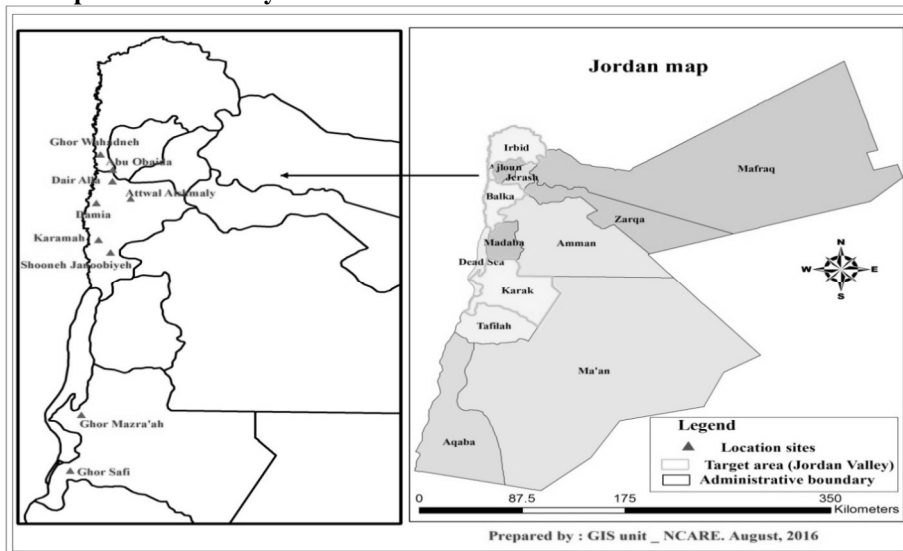 Ghor Wahadneh
Abu Obaida
Dair Alla
Attwal Aishmaly
Damia
Karamah
Shooneh Janoobiyeh
Ghor Mazra'ah
Ghor Safi
Jordan map
Irbid
Ajloun
Jerash
Mafraq
Balka
Zarqa
Madaba
Amman
Dead Sea
Karak
Tafilah
Ma'an
Aqaba
N
W E
S
Legend
Location sites
Target area (Jordan Valley)
Administrative boundary
0 87.5 175 350
Kilometers
Prepared by : GIS unit _ NCARE. August, 2016